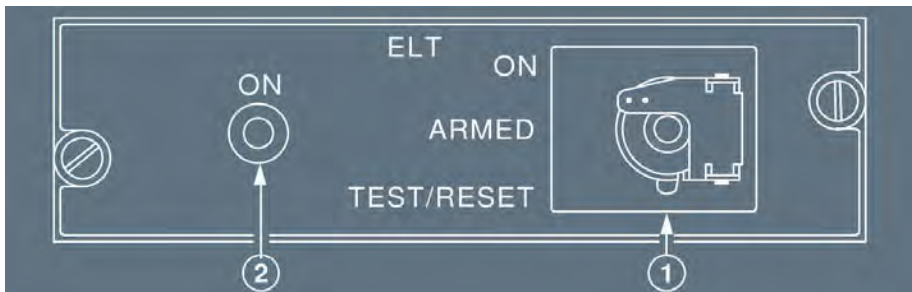 ELT
ON
ON
ARMED
TEST/RESET
2
1